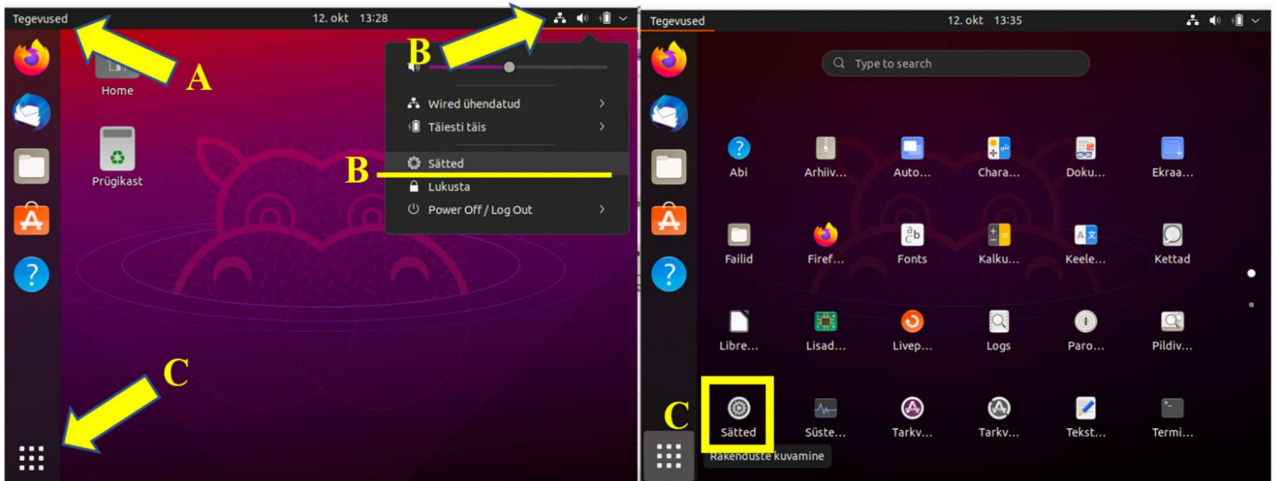 Tegevused
12. okt 13:28
B
A
Home
Wired ühendatud
Täiesti täis
Prügikast
B
Sätted
Lukusta
Power Off / Log Out
C
Tegevused
12. okt 13:35
Type to search
Abi
Arhiiv...
Auto...
Chara...
Doku...
Ekraa...
Failid
Firef...
Fonts
Kalku...
Keele...
Kettad
Libre...
Lisad...
Livep...
Logs
Paro...
Pildiv...
C
Sätted
Süste...
Tarkv...
Tarkv...
Tekst...
Termi...
Rakenduste kuvamine